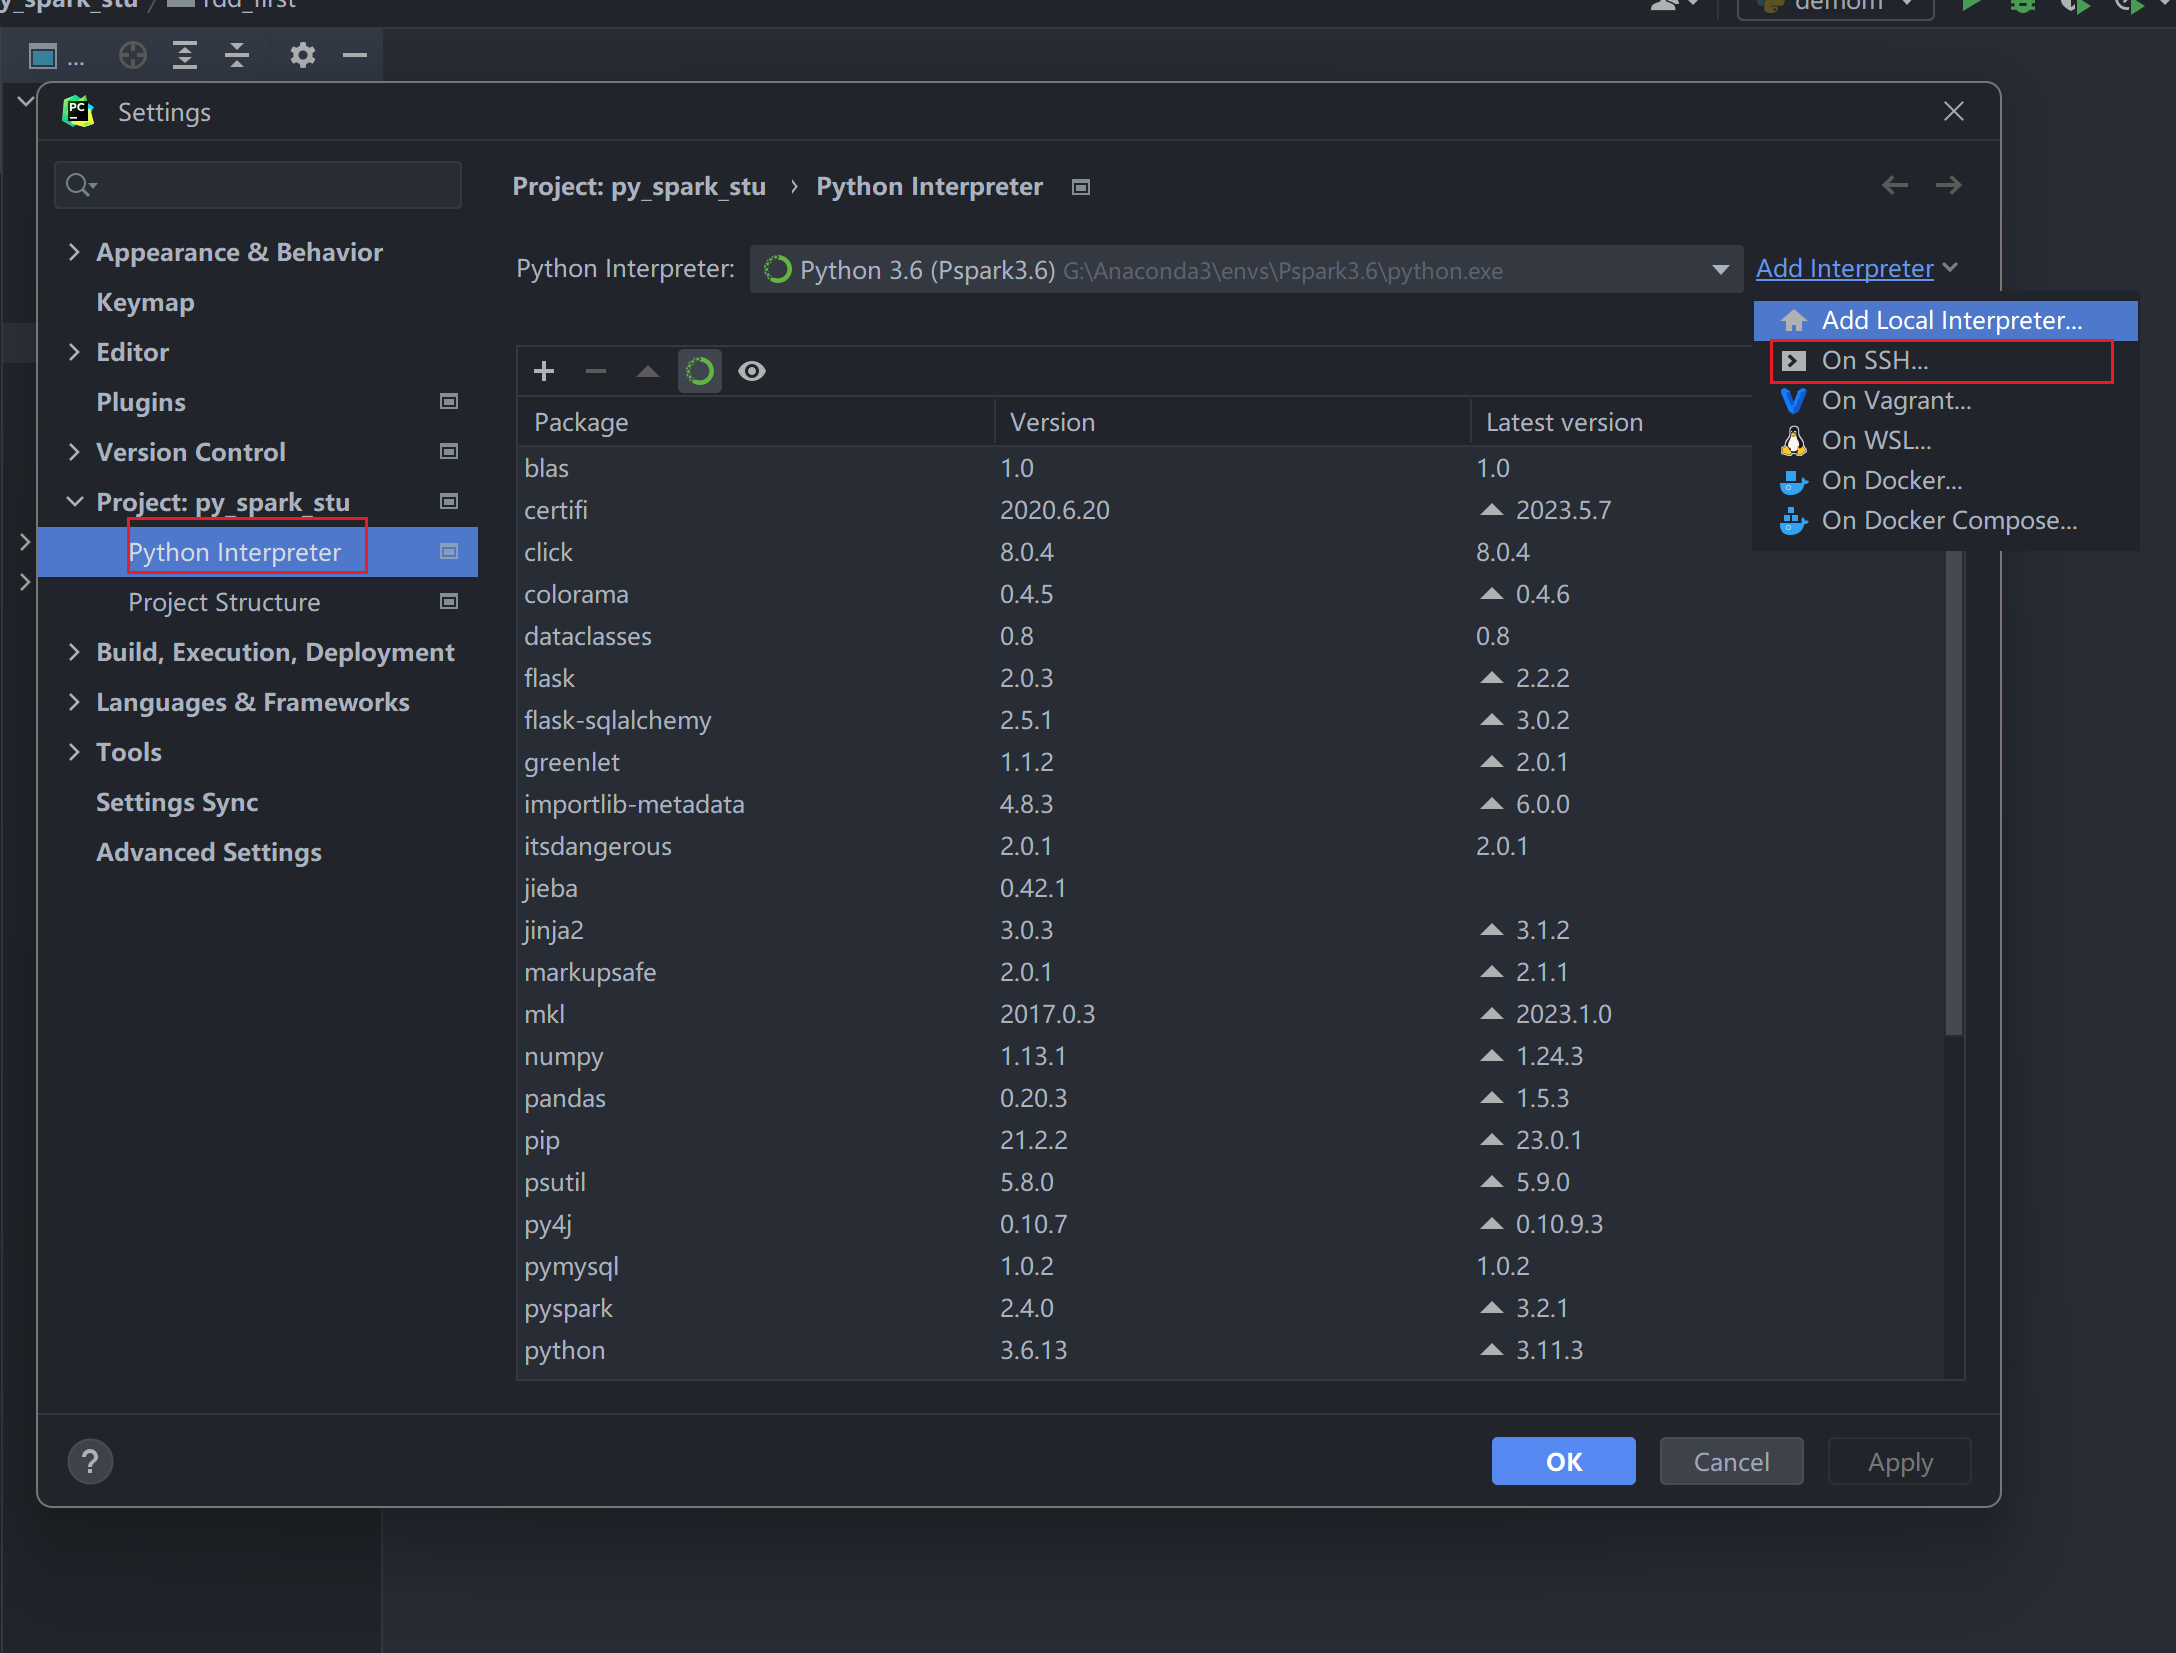 y_spark_stu / rdd_first
demom
...
Settings
Project: py_spark_stu › Python Interpreter
Appearance & Behavior
Keymap
Editor
Plugins
Version Control
Project: py_spark_stu
Python Interpreter
Project Structure
Build, Execution, Deployment
Languages & Frameworks
Tools
Settings Sync
Advanced Settings
Python Interpreter: Python 3.6 (Pspark3.6) G:\Anaconda3\envs\Pspark3.6\python.exe Add Interpreter
Add Local Interpreter...
On SSH...
On Vagrant...
On WSL...
On Docker...
On Docker Compose...
Package Version Latest version
blas 1.0 1.0
certifi 2020.6.20 2023.5.7
click 8.0.4 8.0.4
colorama 0.4.5 0.4.6
dataclasses 0.8 0.8
flask 2.0.3 2.2.2
flask-sqlalchemy 2.5.1 3.0.2
greenlet 1.1.2 2.0.1
importlib-metadata 4.8.3 6.0.0
itsdangerous 2.0.1 2.0.1
jieba 0.42.1
jinja2 3.0.3 3.1.2
markupsafe 2.0.1 2.1.1
mkl 2017.0.3 2023.1.0
numpy 1.13.1 1.24.3
pandas 0.20.3 1.5.3
pip 21.2.2 23.0.1
psutil 5.8.0 5.9.0
py4j 0.10.7 0.10.9.3
pymysql 1.0.2 1.0.2
pyspark 2.4.0 3.2.1
python 3.6.13 3.11.3
? OK Cancel Apply